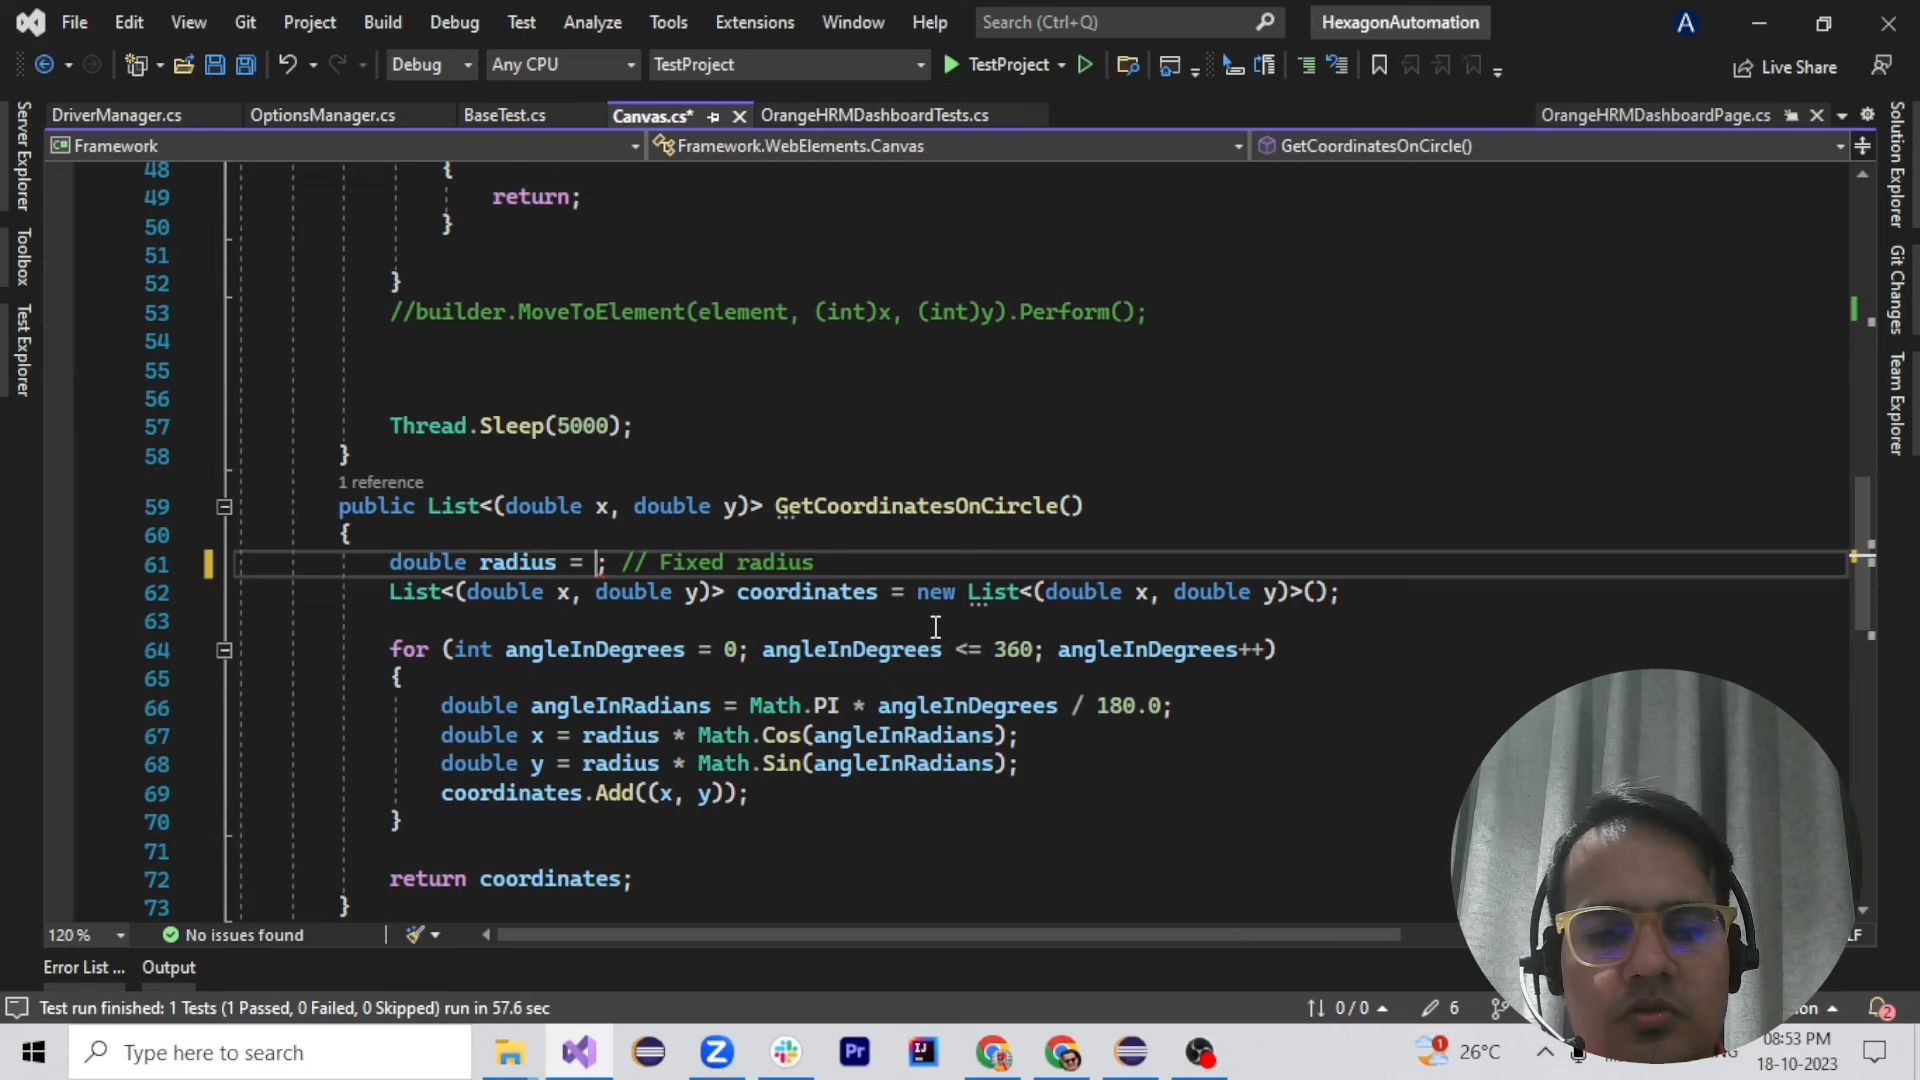 File Edit View Git Project Build Debug Test Analyze Tools Extensions Window Help Search (Ctrl+Q) HexagonAutomation A
Debug Any CPU TestProject TestProject Live Share
DriverManager.cs OptionsManager.cs BaseTest.cs Canvas.cs* OrangeHRMDashboardTests.cs OrangeHRMDashboardPage.cs
C# Framework Framework.WebElements.Canvas GetCoordinatesOnCircle()
Server Explorer
Toolbox
Test Explorer
Solution Explorer
Git Changes
Team Explorer
48 {
49 return;
50 }
51
52 }
53 //builder.MoveToElement(element, (int)x, (int)y).Perform();
54
55
56
57 Thread.Sleep(5000);
58 }
1 reference
59 public List<(double x, double y)> GetCoordinatesOnCircle()
60 {
61 double radius = ; // Fixed radius
62 List<(double x, double y)> coordinates = new List<(double x, double y)>();
63
64 for (int angleInDegrees = 0; angleInDegrees <= 360; angleInDegrees++)
65 {
66 double angleInRadians = Math.PI * angleInDegrees / 180.0;
67 double x = radius * Math.Cos(angleInRadians);
68 double y = radius * Math.Sin(angleInRadians);
69 coordinates.Add((x, y));
70 }
71
72 return coordinates;
73 }
120 % No issues found
Error List ... Output
Test run finished: 1 Tests (1 Passed, 0 Failed, 0 Skipped) run in 57.6 sec 0 / 0 6 2
Type here to search Z Pr IJ 1 26°C 08:53 PM
18-10-2023